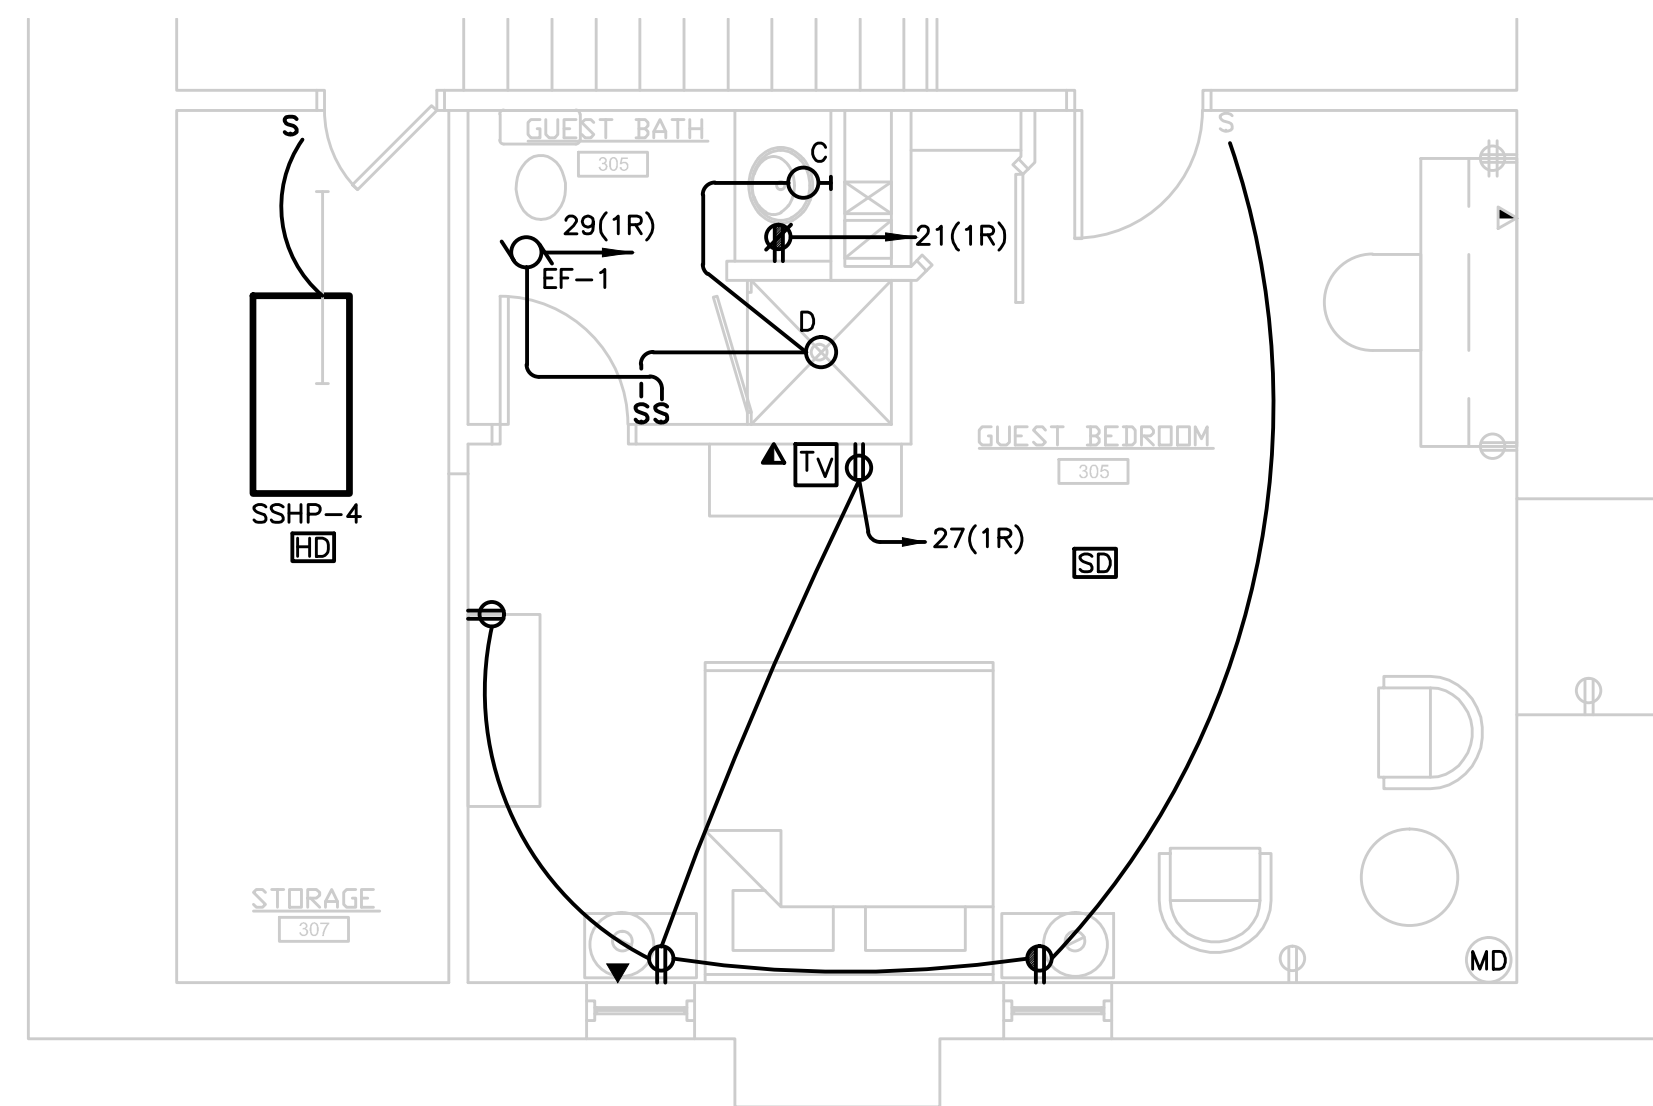 S
S
GUEST BATH
305
C
29(1R)
21(1R)
EF-1
D
SS
TV
GUEST BEDROOM
305
SSHP-4
HD
27(1R)
SD
STORAGE
307
MD